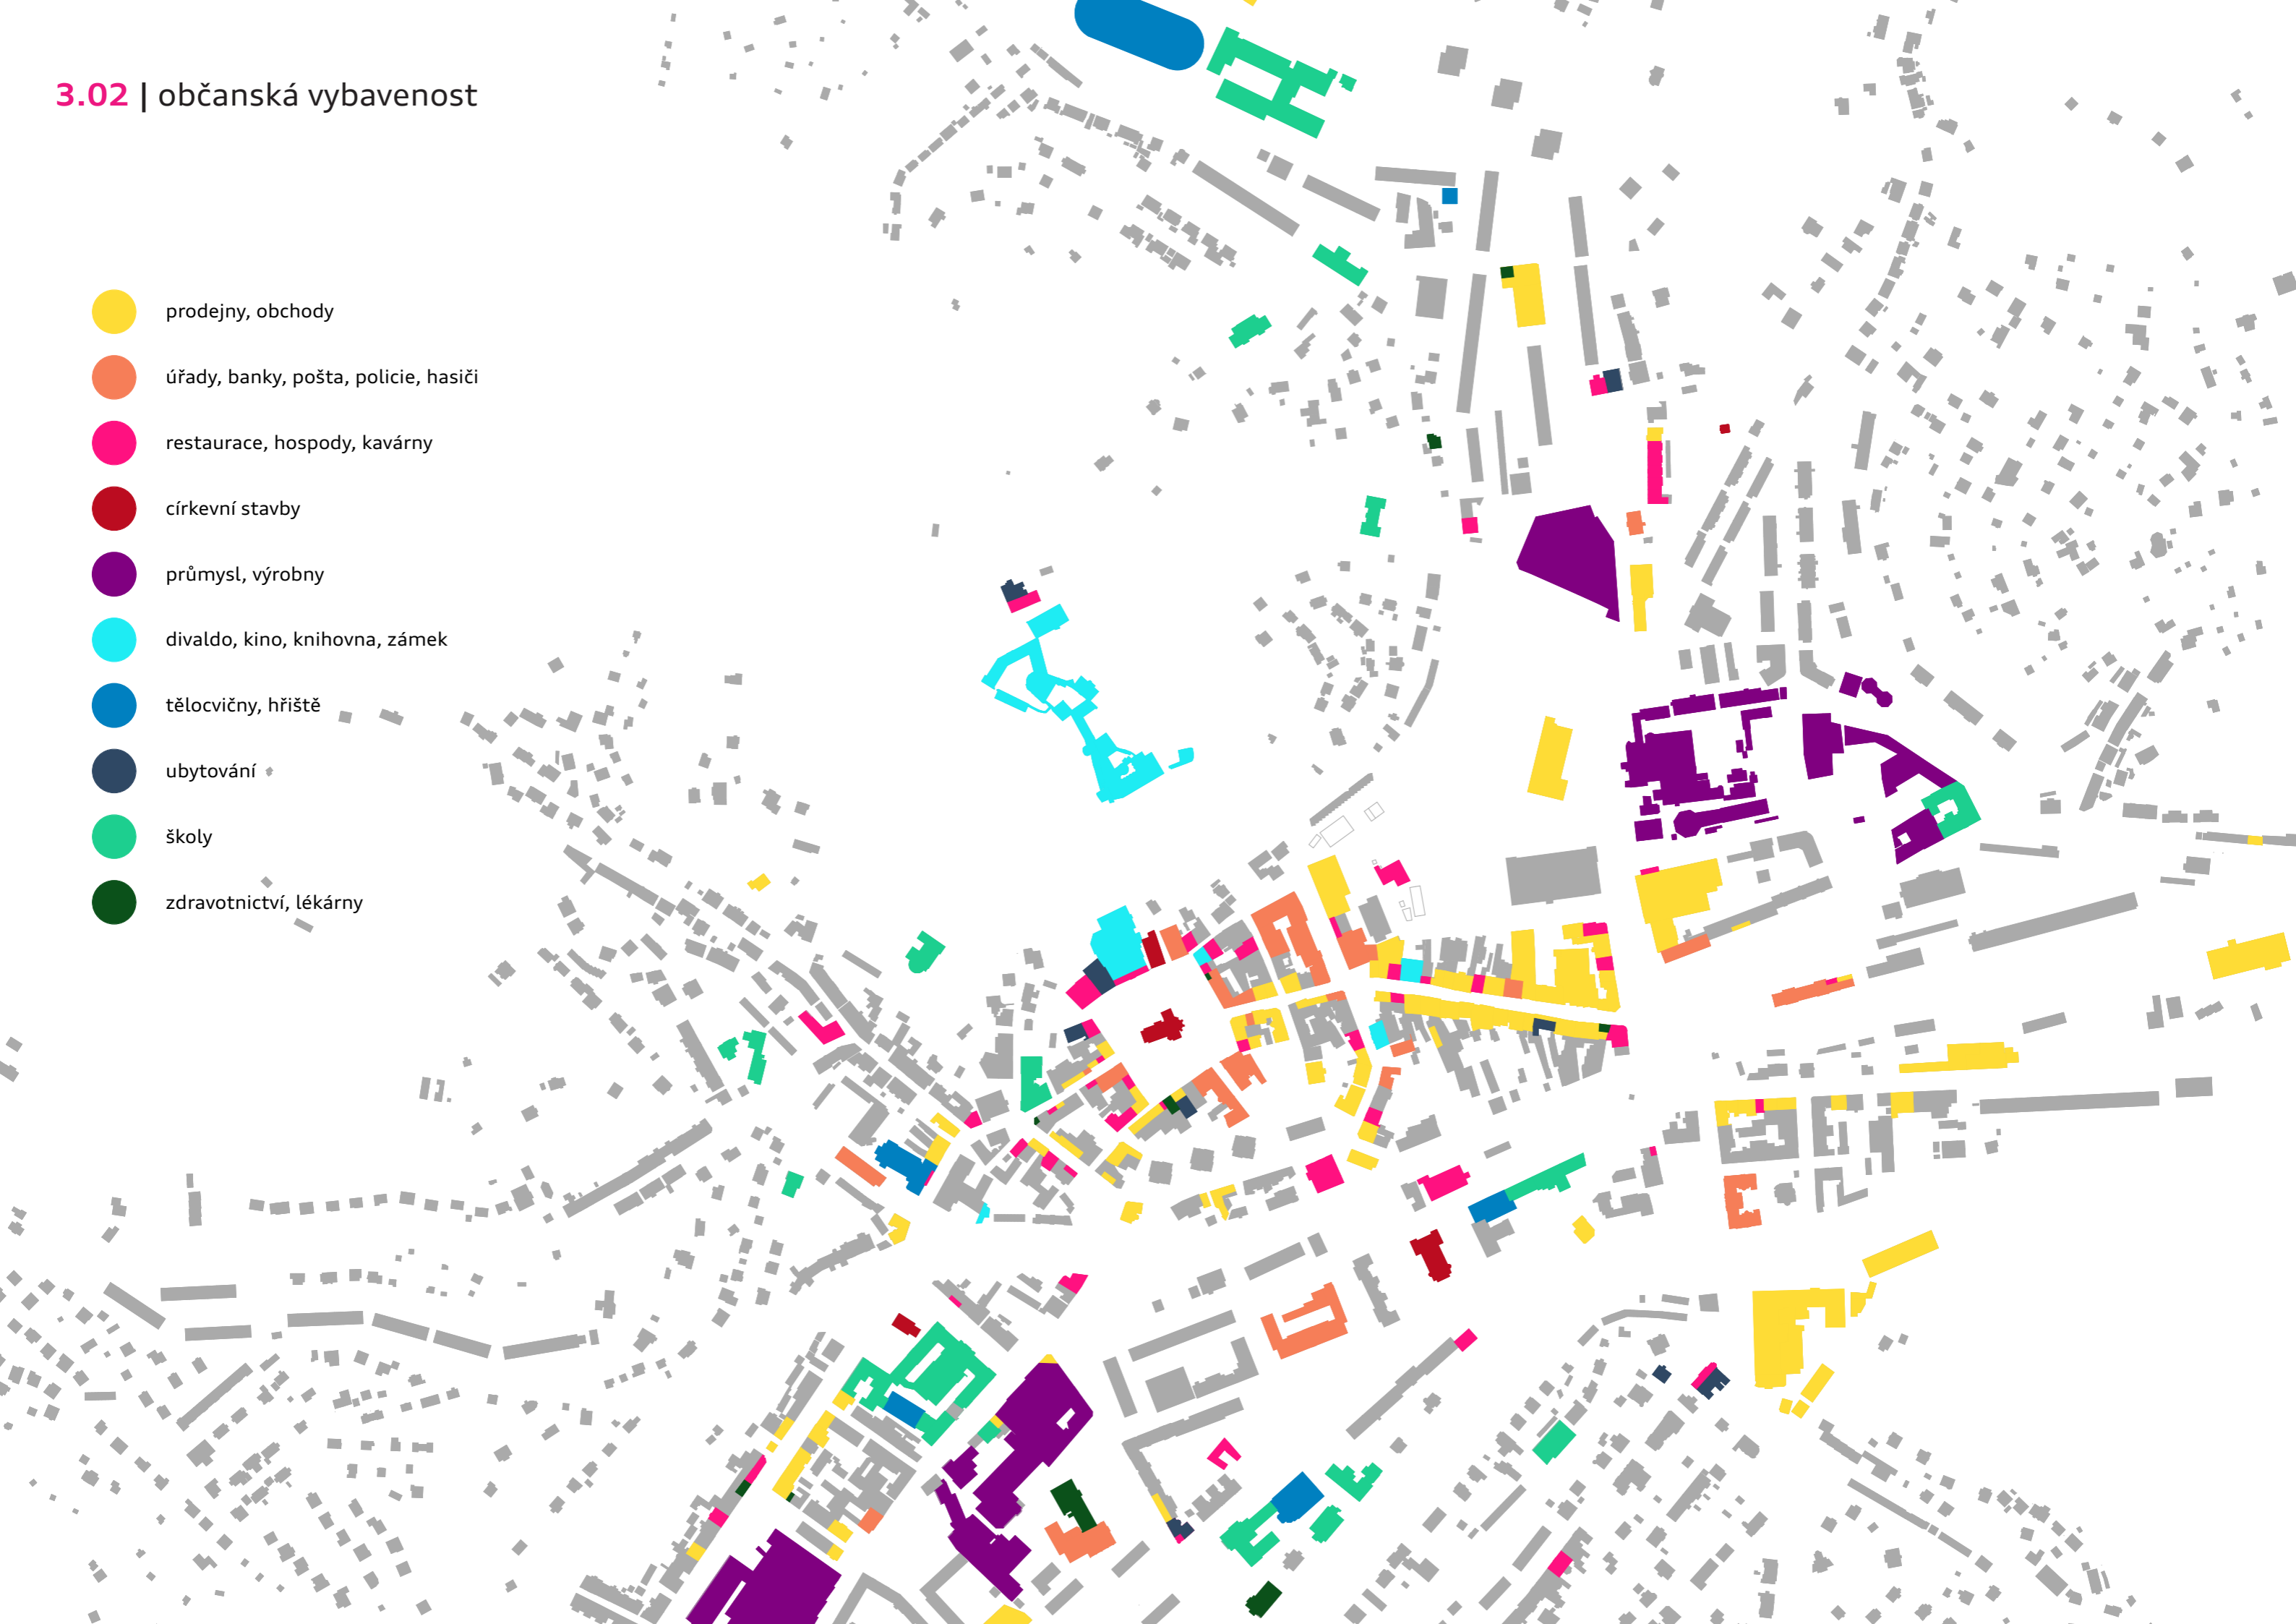 3.02 | občanská vybavenost
prodejny, obchody
úřady, banky, pošta, policie, hasiči
restaurace, hospody, kavárny
církevní stavby
průmysl, výrobny
divaldo, kino, knihovna, zámek
tělocvičny, hřiště
ubytování
školy
zdravotnictví, lékárny